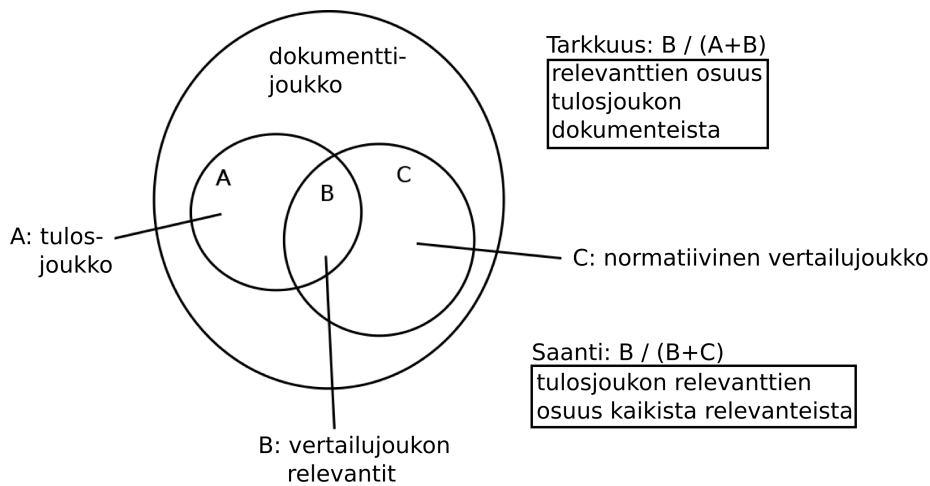 dokumentti-
joukko
Tarkkuus: B / (A+B)
relevanttien osuus
tulosjoukon
dokumenteista
A
B
C
A: tulos-
joukko
C: normatiivinen vertailujoukko
Saanti: B / (B+C)
tulosjoukon relevanttien
osuus kaikista relevanteista
B: vertailujoukon
relevantit